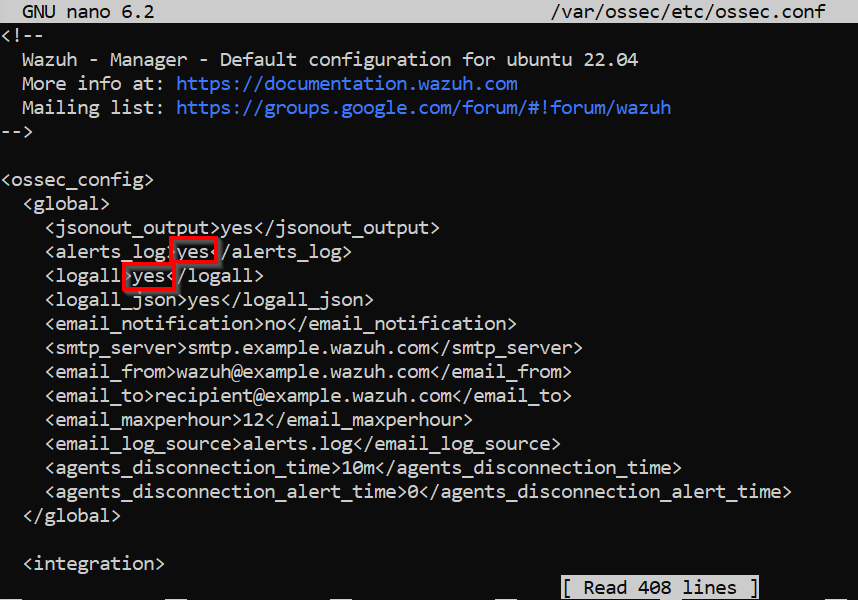 GNU nano 6.2 /var/ossec/etc/ossec.conf
<!--
Wazuh - Manager - Default configuration for ubuntu 22.04
More info at: https://documentation.wazuh.com
Mailing list: https://groups.google.com/forum/#!forum/wazuh
-->
<ossec_config>
<global>
<jsonout_output>yes</jsonout_output>
<alerts_log>yes</alerts_log>
<logall>yes</logall>
<logall_json>yes</logall_json>
<email_notification>no</email_notification>
<smtp_server>smtp.example.wazuh.com</smtp_server>
<email_from>wazuh@example.wazuh.com</email_from>
<email_to>recipient@example.wazuh.com</email_to>
<email_maxperhour>12</email_maxperhour>
<email_log_source>alerts.log</email_log_source>
<agents_disconnection_time>10m</agents_disconnection_time>
<agents_disconnection_alert_time>0</agents_disconnection_alert_time>
</global>
<integration>
[ Read 408 lines ]